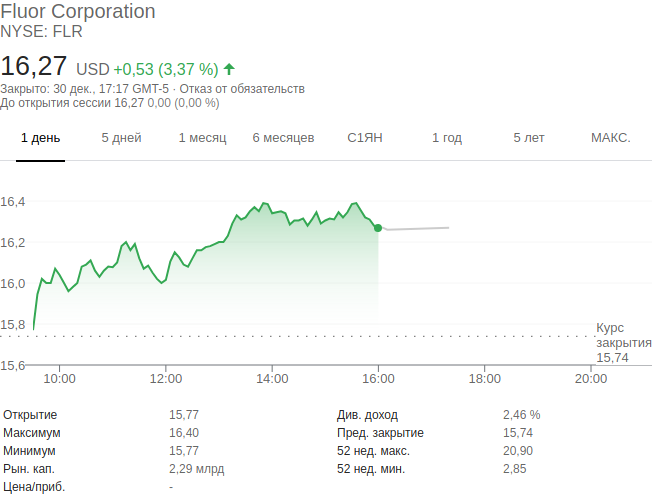 Fluor Corporation
NYSE: FLR
16,27 USD +0,53 (3,37 %)
Закрыто: 30 дек., 17:17 GMT-5 · Отказ от обязательств
До открытия сессии 16,27 0,00 (0,00 %)
1 день 5 дней 1 месяц 6 месяцев С1ЯН 1 год 5 лет МАКС.
16,4
16,2
16,0
15,8
Курс
закрытия
15,74
15,6
10:00 12:00 14:00 16:00 18:00 20:00
Открытие 15,77 Див. доход 2,46 %
Максимум 16,40 Пред. закрытие 15,74
Минимум 15,77 52 нед. макс. 20,90
Рын. кап. 2,29 млрд 52 нед. мин. 2,85
Цена/приб. -